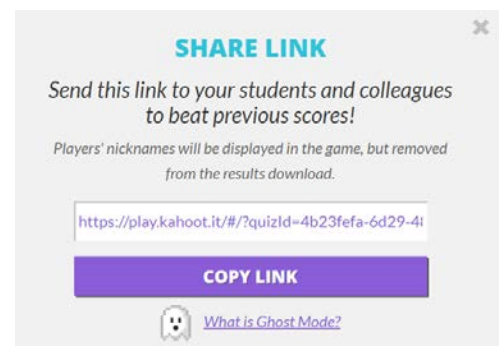 SHARE LINK
Send this link to your students and colleagues
to beat previous scores!
Players' nicknames will be displayed in the game, but removed
from the results download.
https://play.kahoot.it/#/?quizId=4b23fefa-6d29-48
COPY LINK
What is Ghost Mode?